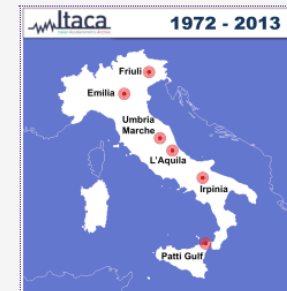 Itaca
1972 - 2013
Friuli
Emilia
Umbria
Marche
L'Aquila
Irpinia
Patti Gulf